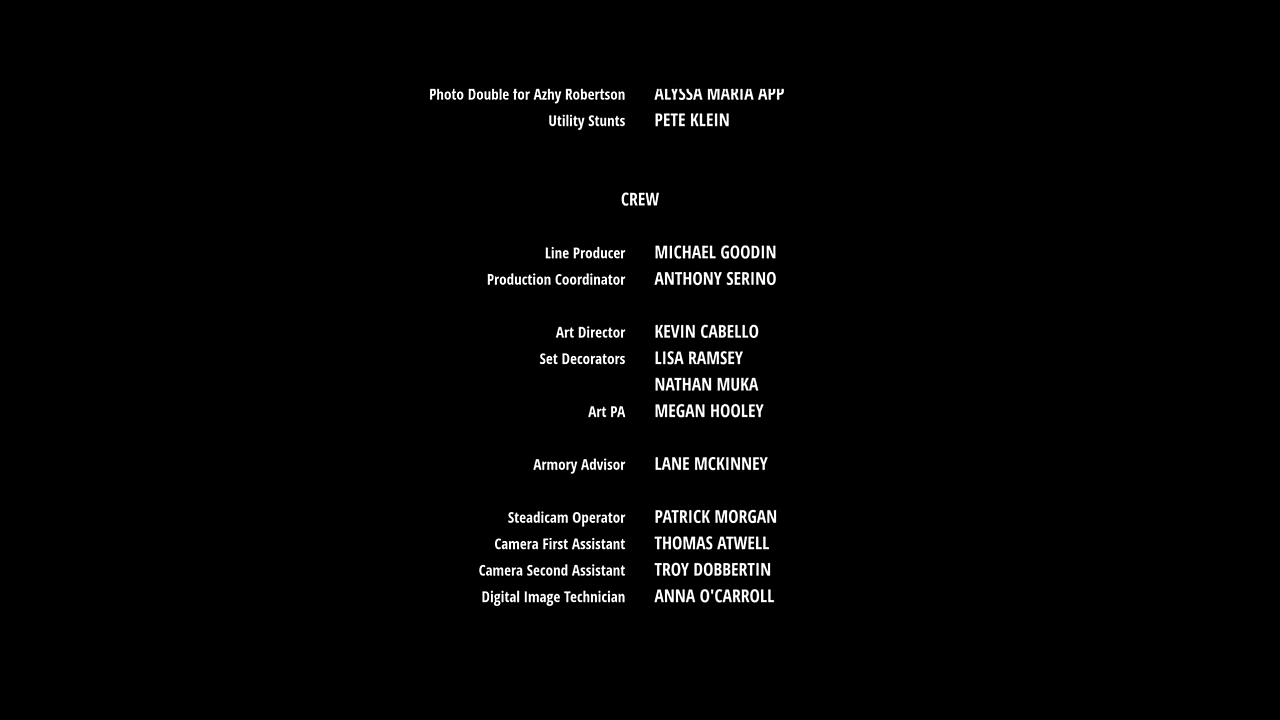 Photo Double for Azhy Robertson ALYSSA MARIA APP
Utility Stunts PETE KLEIN
CREW
Line Producer MICHAEL GOODIN
Production Coordinator ANTHONY SERINO
Art Director KEVIN CABELLO
Set Decorators LISA RAMSEY
NATHAN MUKA
Art PA MEGAN HOOLEY
Armory Advisor LANE MCKINNEY
Steadicam Operator PATRICK MORGAN
Camera First Assistant THOMAS ATWELL
Camera Second Assistant TROY DOBBERTIN
Digital Image Technician ANNA O'CARROLL